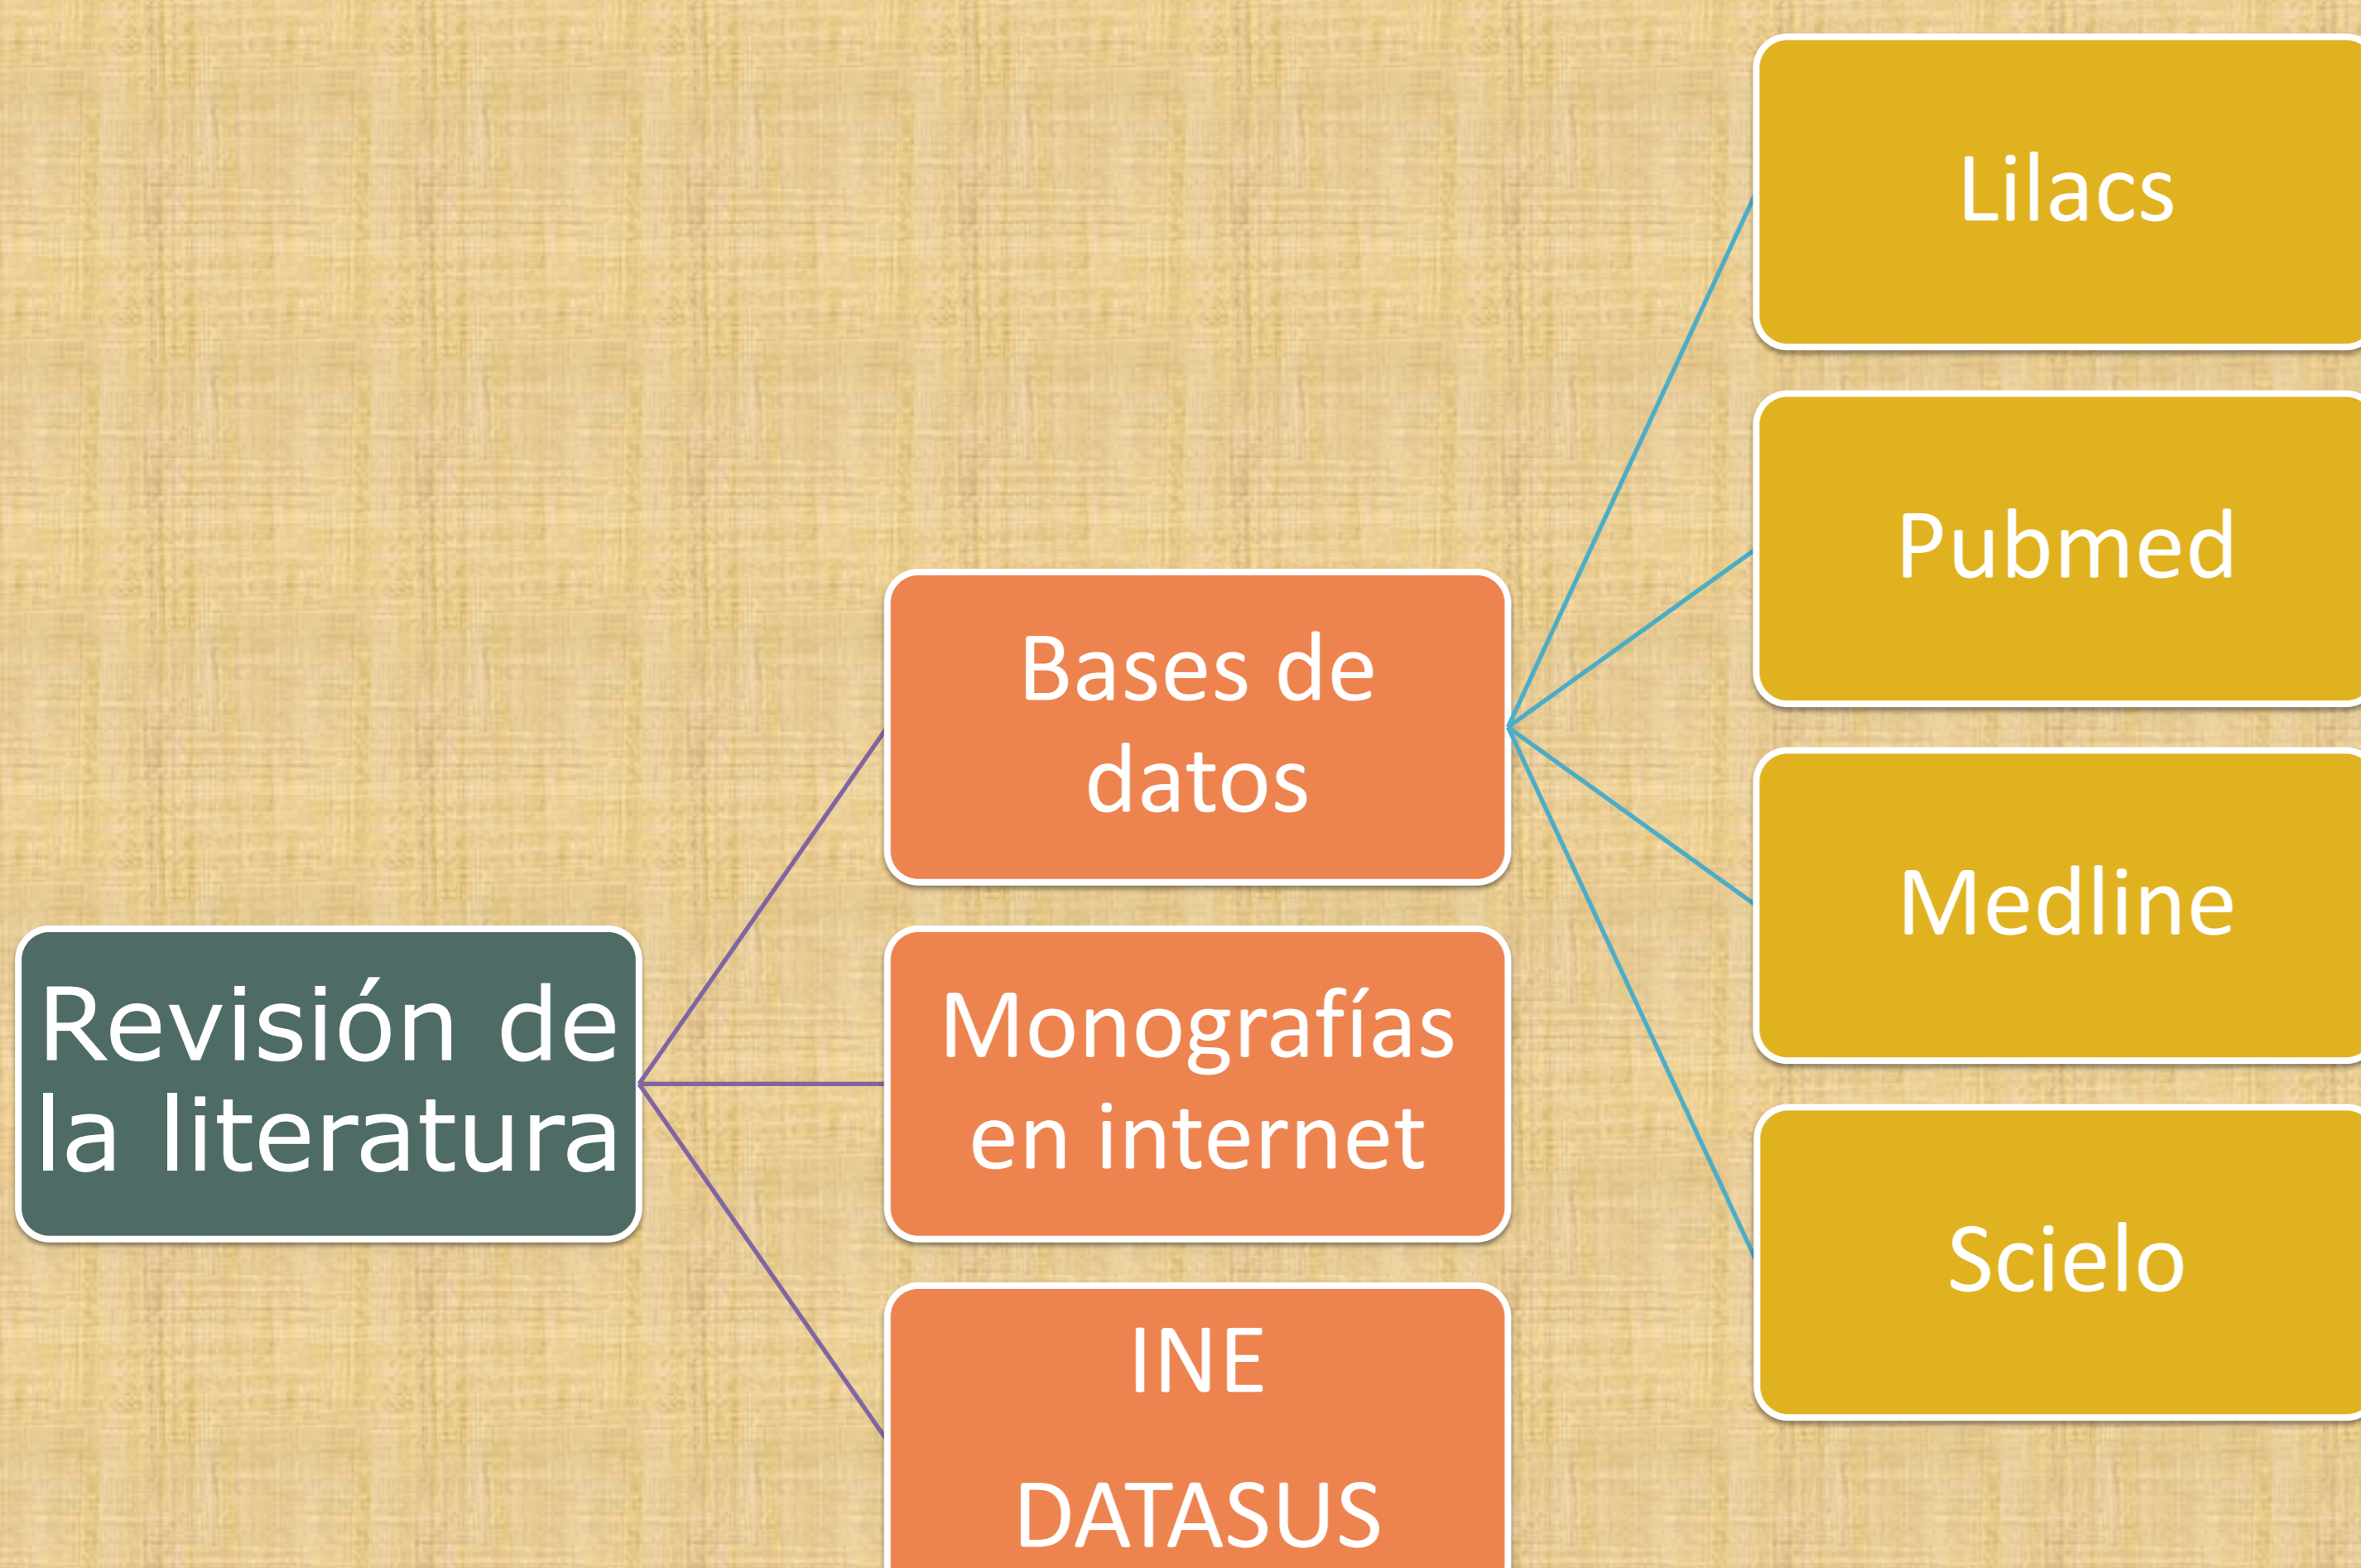 Revisión de
la literatura
Bases de
datos
Monografías
en internet
INE
DATASUS
Lilacs
Pubmed
Medline
Scielo